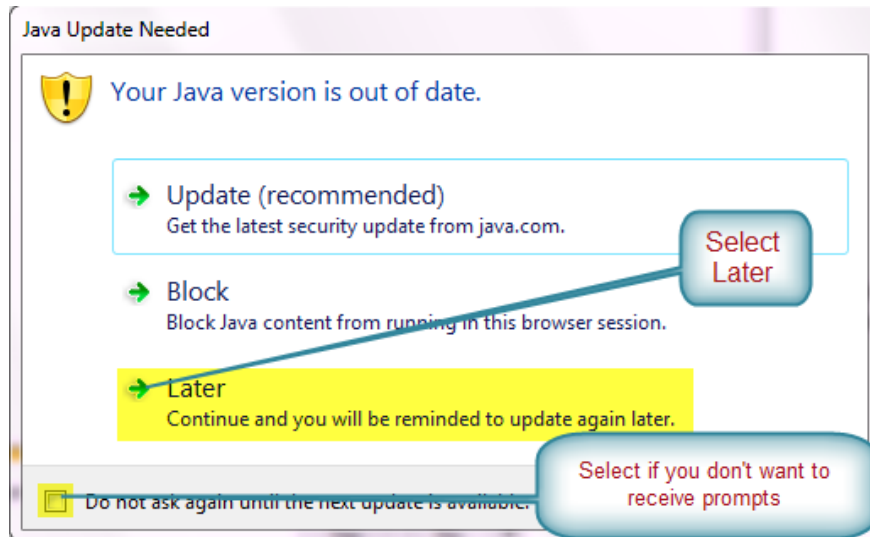 Java Update Needed
Your Java version is out of date.
Update (recommended)
Get the latest security update from java.com.
Select
Later
Block
Block Java content from running in this browser session.
Later
Continue and you will be reminded to update again later.
Select if you don't want to
receive prompts
Do not ask again until the next update is available.